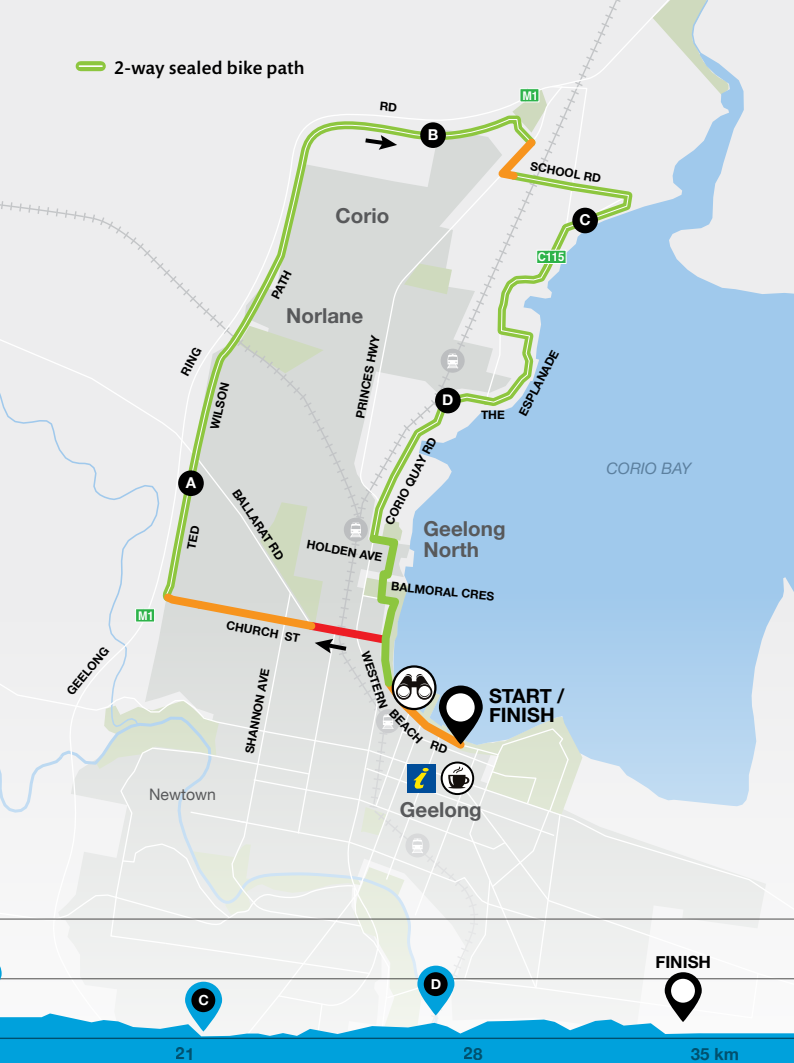 2-way sealed bike path
M1
RD
B
SCHOOL RD
Corio
C
C115
PATH
Norlane
RING
PRINCES HWY
WILSON
D
THE
ESPLANADE
CORIO QUAY RD
CORIO BAY
A
BALLARAT RD
TED
Geelong
North
HOLDEN AVE
BALMORAL CRES
M1
CHURCH ST
GEELONG
SHANNON AVE
WESTERN BEACH RD
START /
FINISH
i
Newtown
Geelong
FINISH
C
D
21
28
35 km